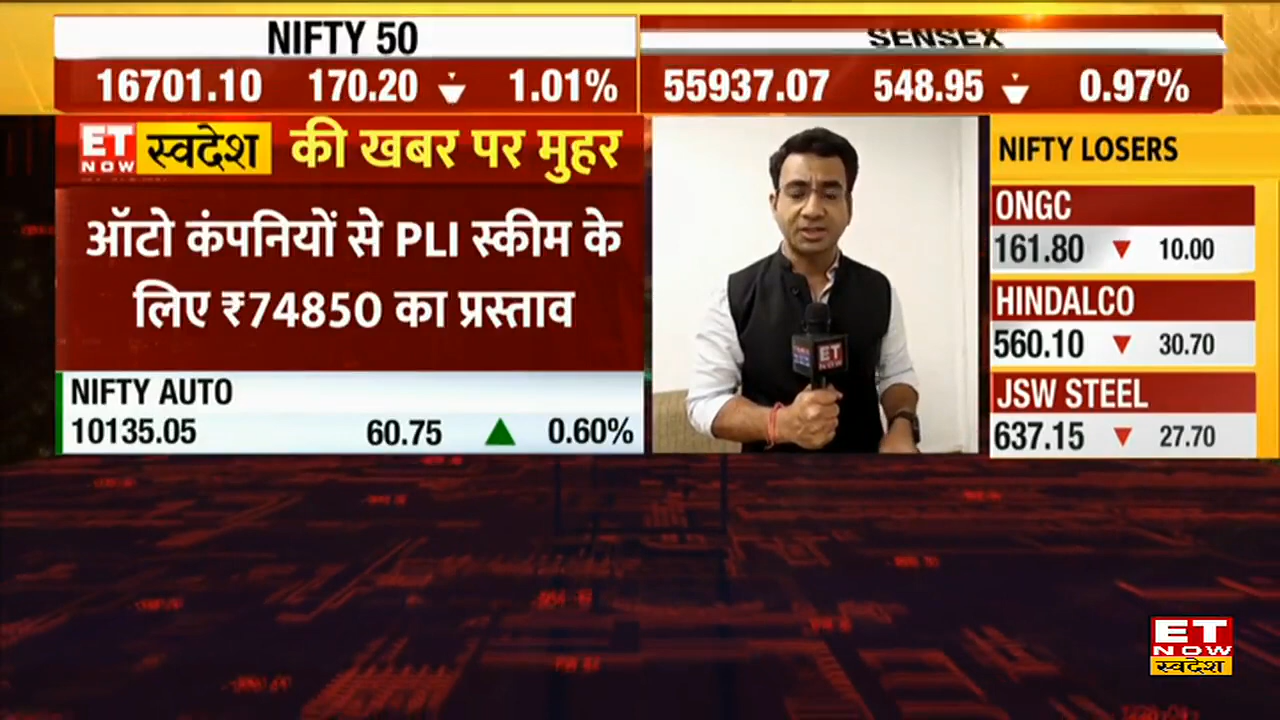 NIFTY 50
16701.10 170.20 1.01%
SENSEX
55937.07 548.95 0.97%
ET NOW स्वदेश की खबर पर मुहर
ऑटो कंपनियों से PLI स्कीम के
लिए ₹74850 का प्रस्ताव
NIFTY AUTO
10135.05 60.75 0.60%
ET NOW
NIFTY LOSERS
ONGC
161.80 10.00
HINDALCO
560.10 30.70
JSW STEEL
637.15 27.70
ET
NOW
स्वदेश